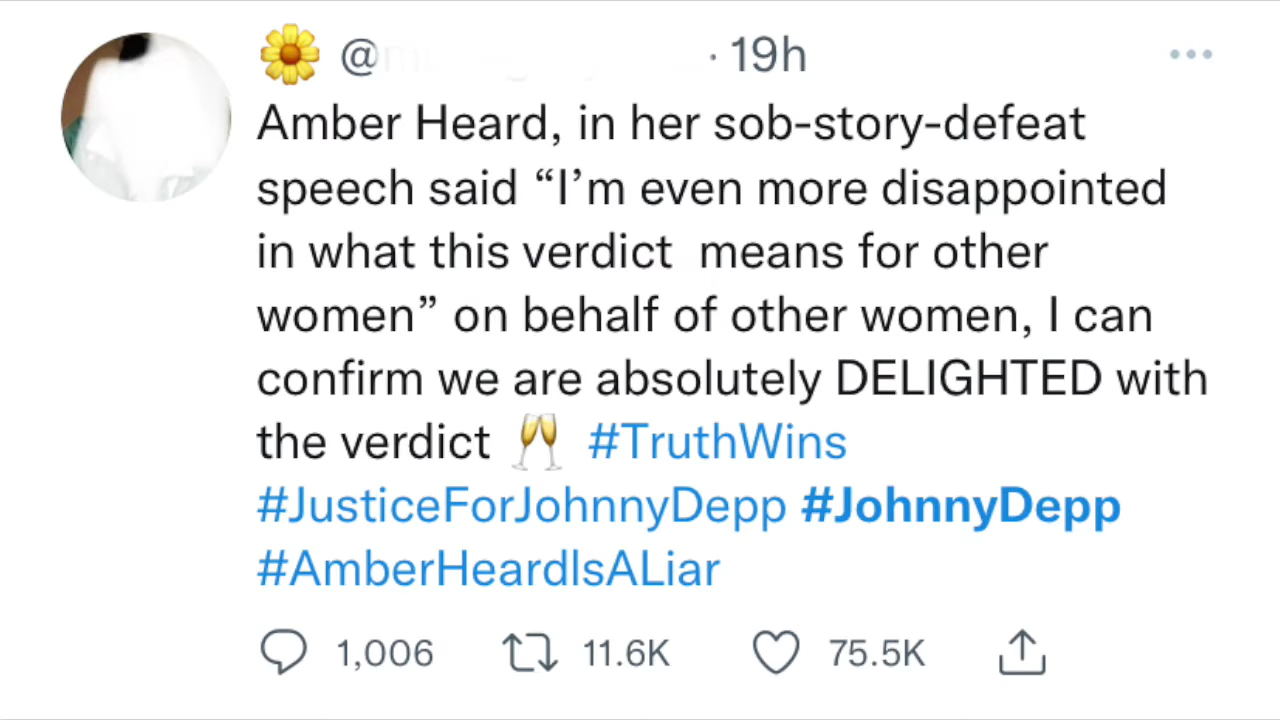 @ · 19h
Amber Heard, in her sob-story-defeat
speech said “I’m even more disappointed
in what this verdict means for other
women” on behalf of other women, I can
confirm we are absolutely DELIGHTED with
the verdict 🥂 #TruthWins
#JusticeForJohnnyDepp #JohnnyDepp
#AmberHeardIsALiar
1,006 11.6K 75.5K